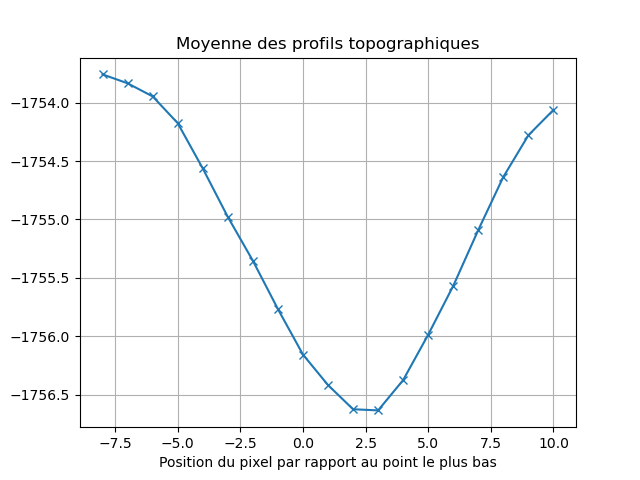 Moyenne des profils topographiques
−1754.0
−1754.5
−1755.0
−1755.5
−1756.0
−1756.5
−7.5 −5.0 −2.5 0.0 2.5 5.0 7.5 10.0
Position du pixel par rapport au point le plus bas